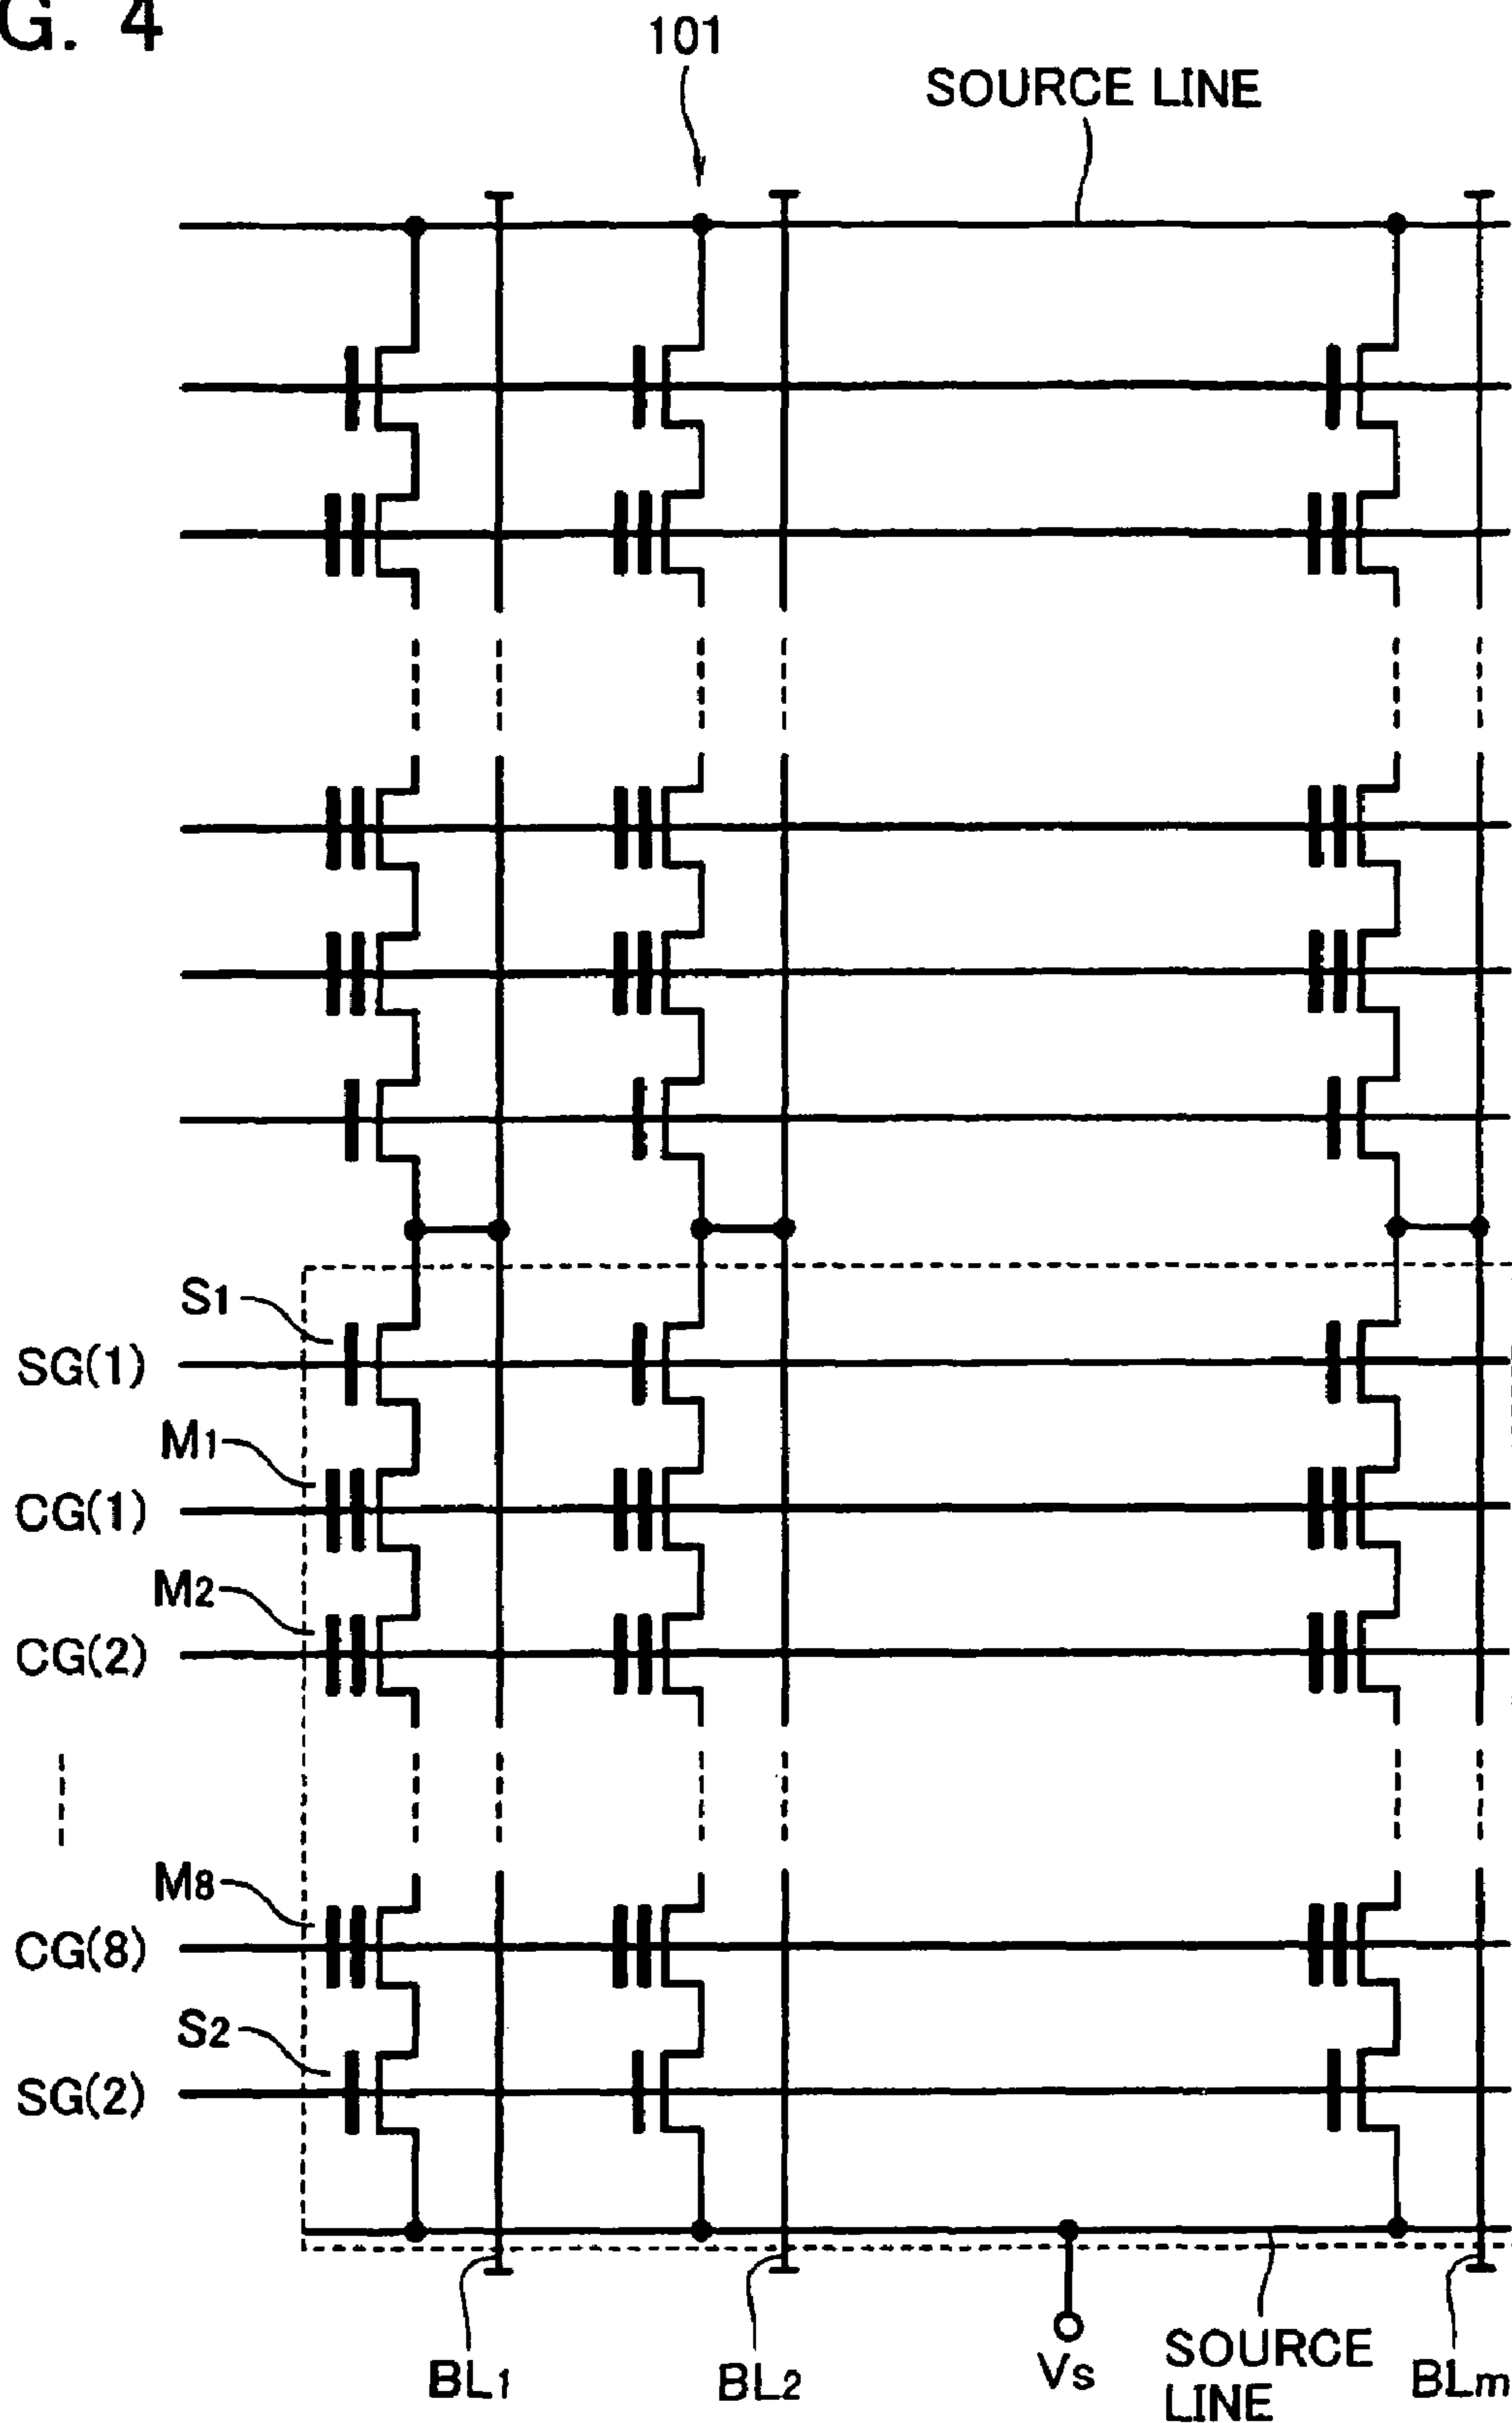 G. 4
101
SOURCE LINE
S1
SG(1)
M1
CG(1)
M2
CG(2)
M8
CG(8)
S2
SG(2)
BL1
BL2
Vs
SOURCE
LINE
BLm